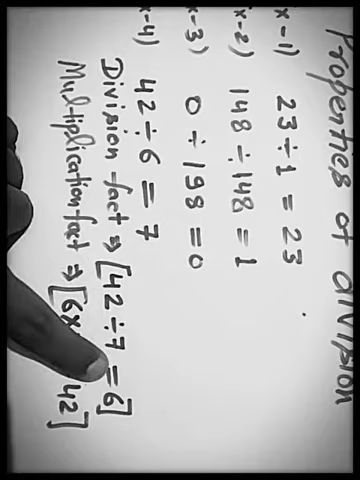 Properties of division
x-1) 23 ÷ 1 = 23
x-2) 148 ÷ 148 = 1
x-3) 0 ÷ 198 = 0
x-4) 42 ÷ 6 = 7
Division fact ⇒ [42 ÷ 7 = 6]
Multiplication fact ⇒ [6x 42]